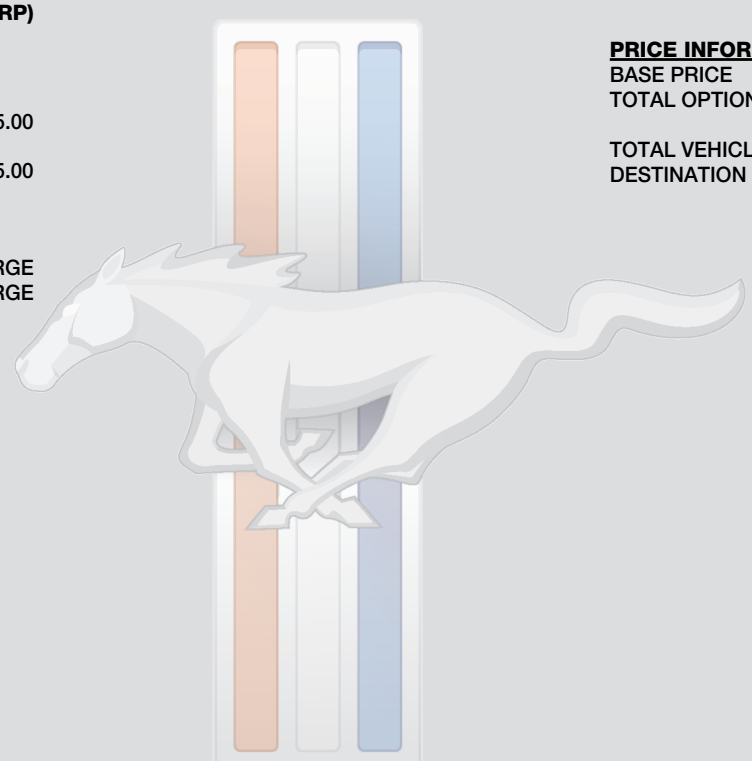 RP)
5.00
5.00
RGE
RGE
PRICE INFOR
BASE PRICE
TOTAL OPTION
TOTAL VEHICL
DESTINATION